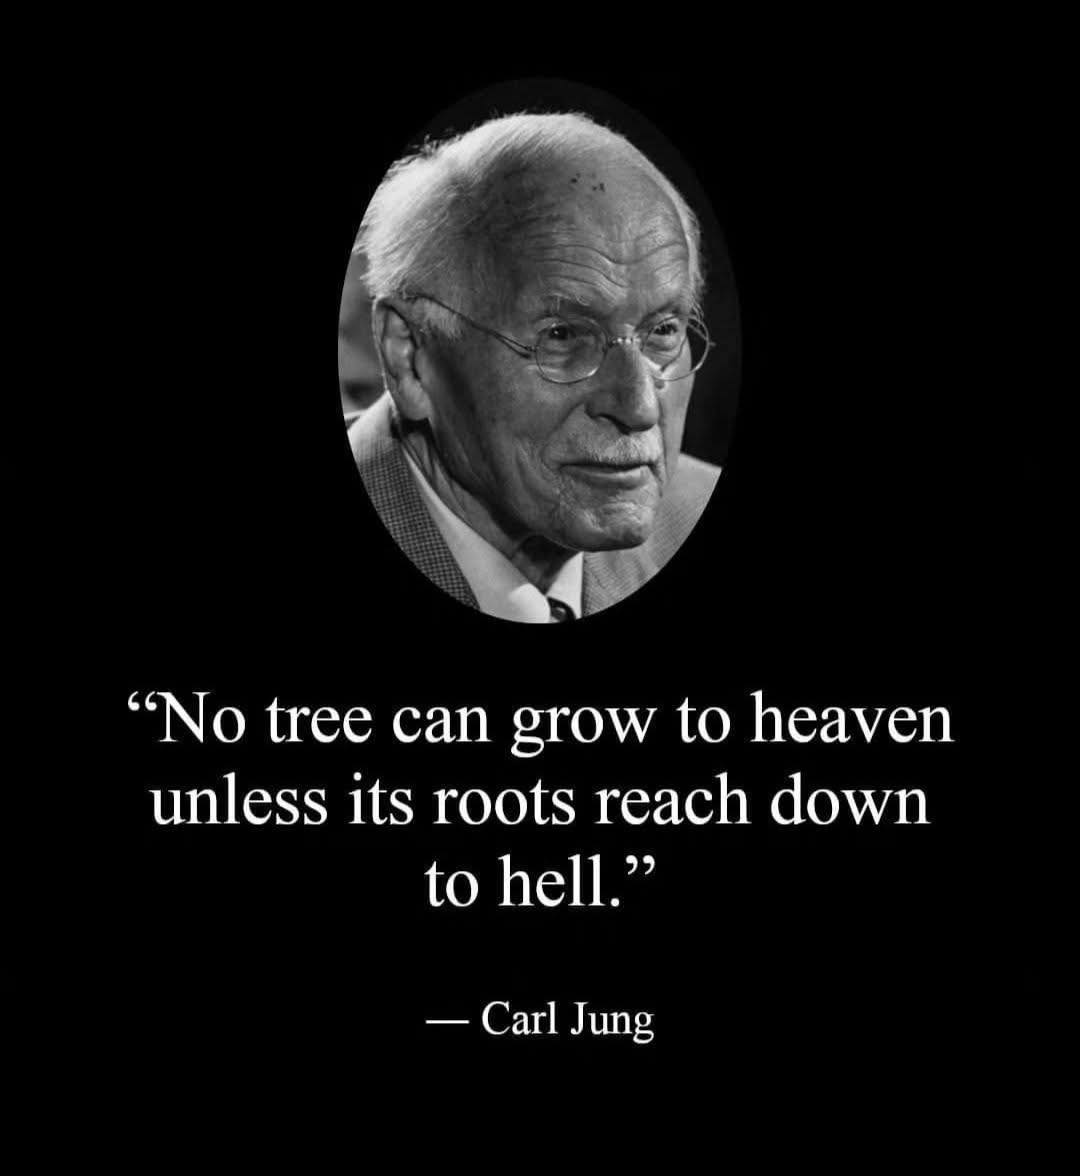 “No tree can grow to heaven
unless its roots reach down
to hell.”
— Carl Jung